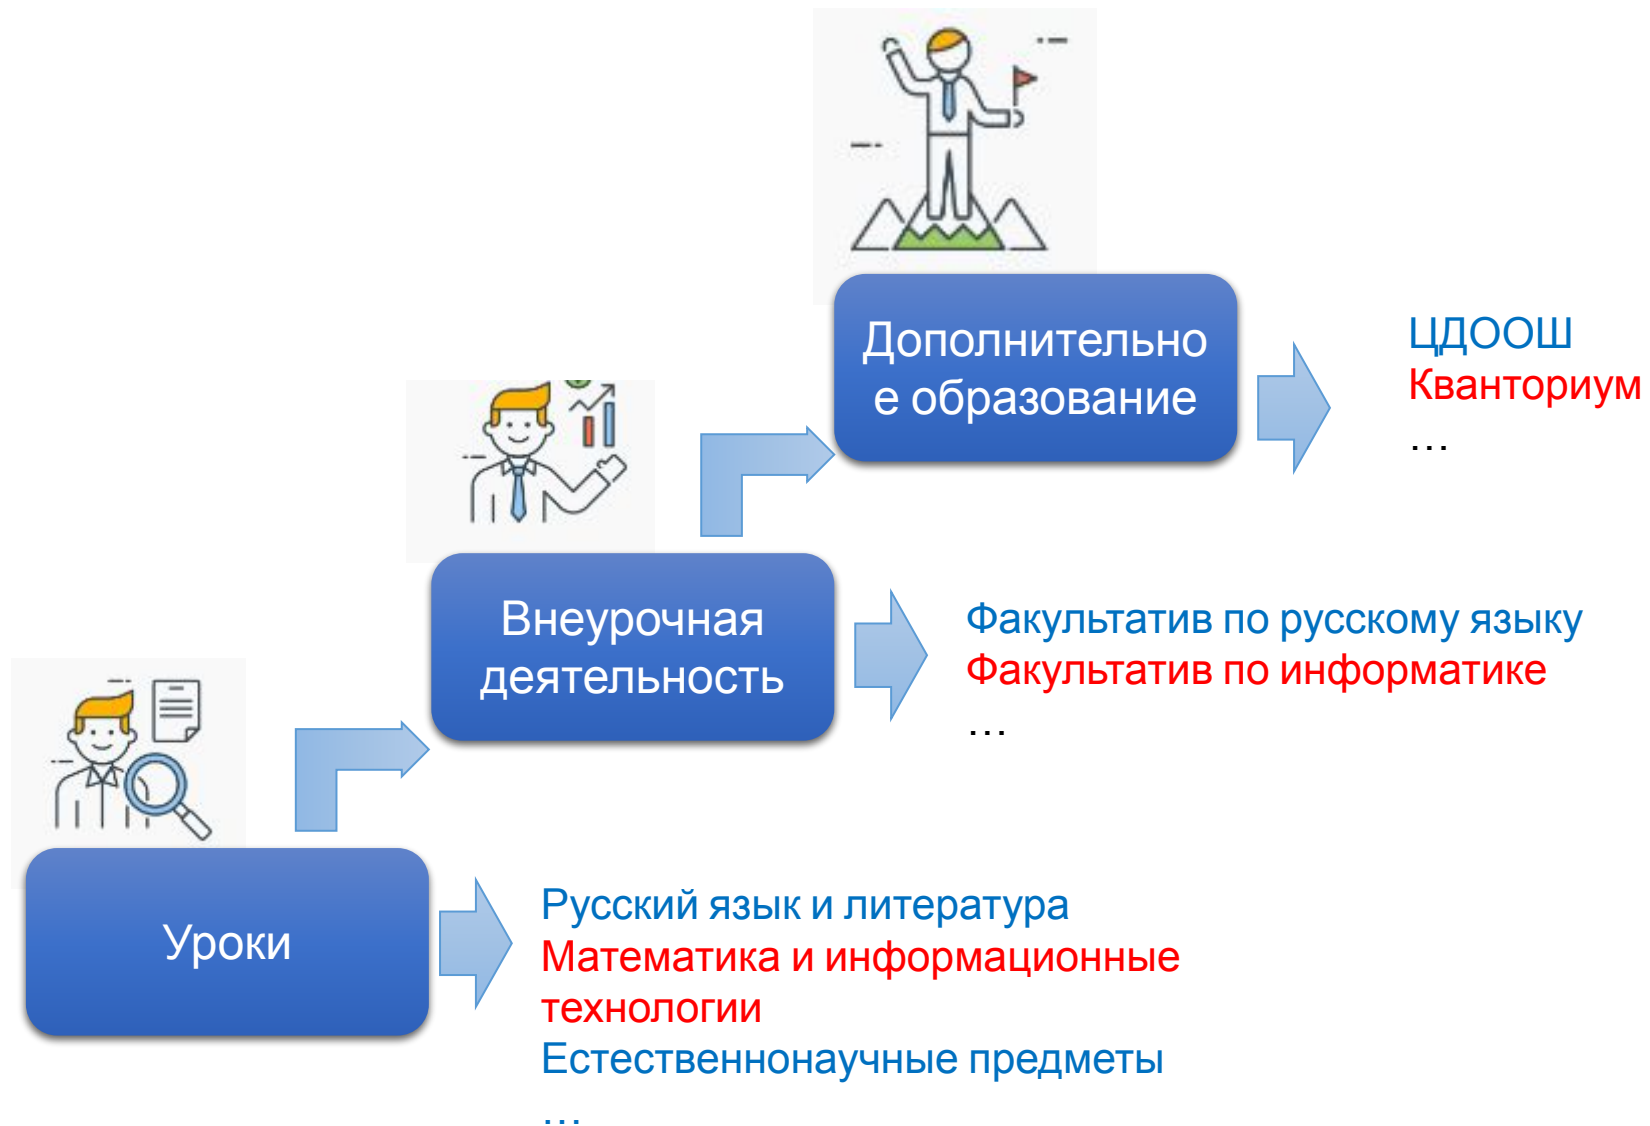 Дополнительно
е образование
ЦДООШ
Кванториум
…
Внеурочная
деятельность
Факультатив по русскому языку
Факультатив по информатике
…
Уроки
Русский язык и литература
Математика и информационные
технологии
Естественнонаучные предметы
…